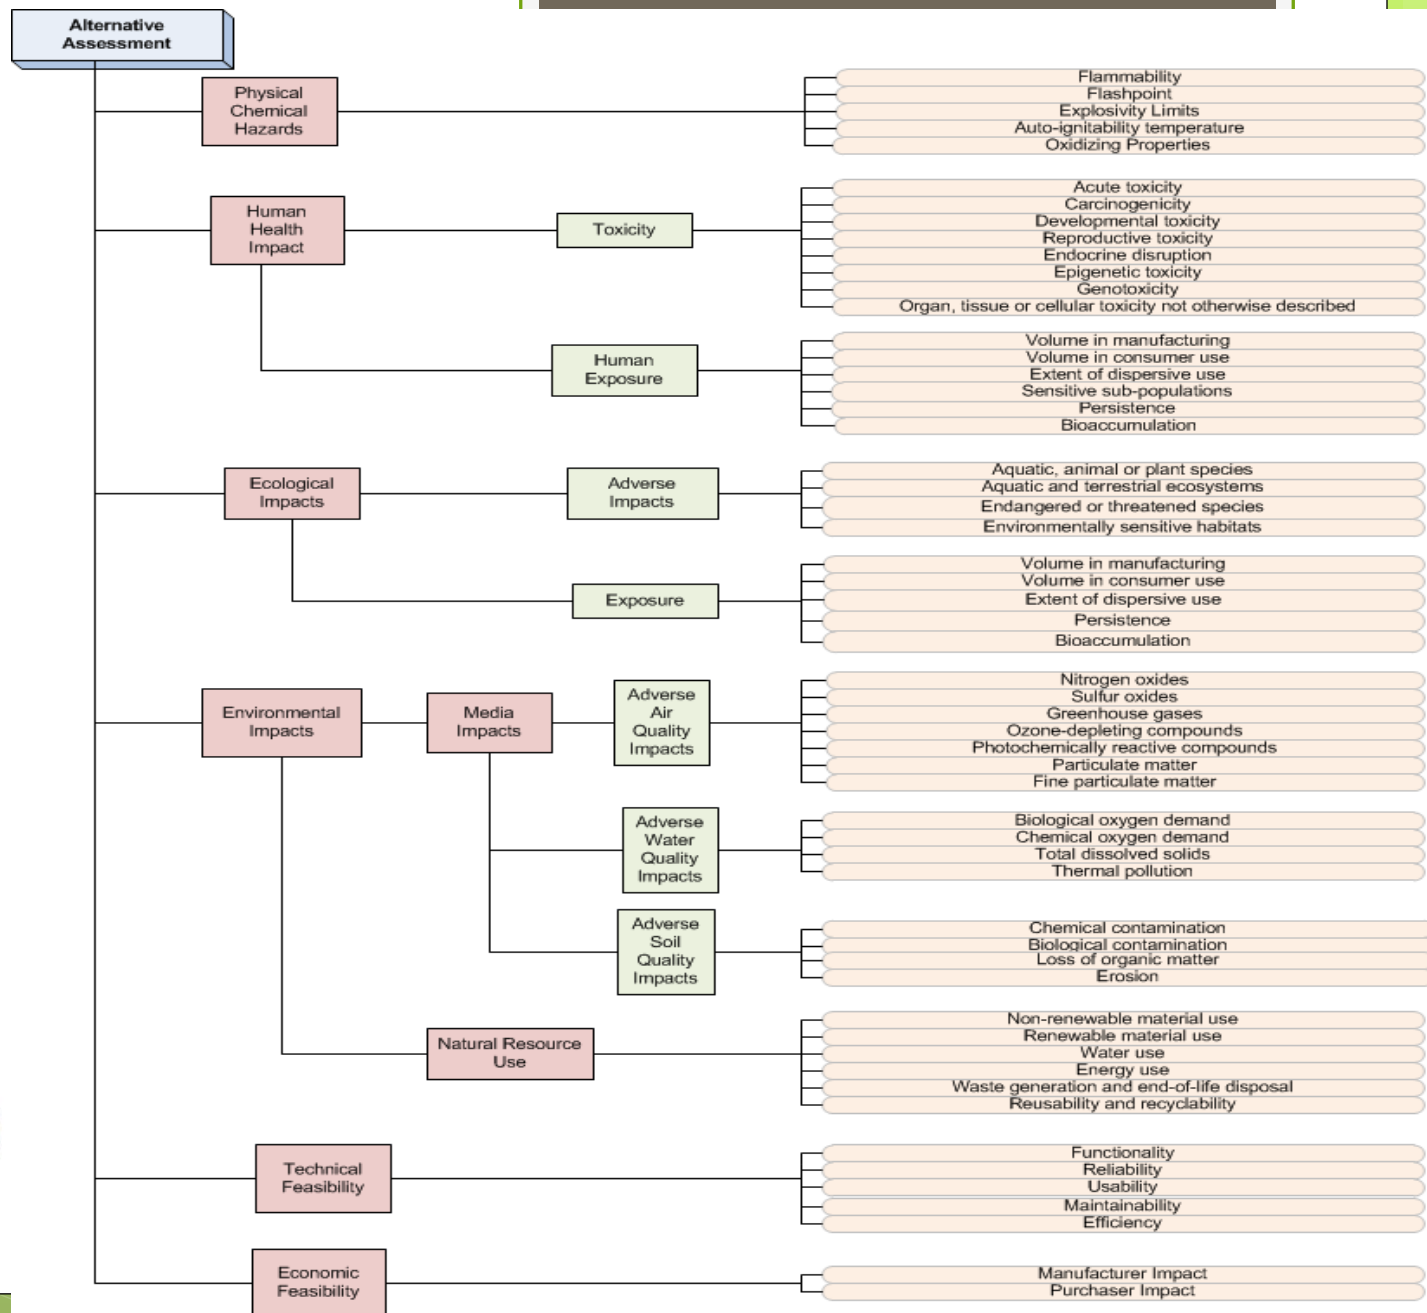 Alternative
Assessment
Physical
Chemical
Hazards
Flammability
Flashpoint
Explosivity Limits
Auto-ignitability temperature
Oxidizing Properties
Human
Health
Impact
Toxicity
Acute toxicity
Carcinogenicity
Developmental toxicity
Reproductive toxicity
Endocrine disruption
Epigenetic toxicity
Genotoxicity
Organ, tissue or cellular toxicity not otherwise described
Human
Exposure
Volume in manufacturing
Volume in consumer use
Extent of dispersive use
Sensitive sub-populations
Persistence
Bioaccumulation
Ecological
Impacts
Adverse
Impacts
Aquatic, animal or plant species
Aquatic and terrestrial ecosystems
Endangered or threatened species
Environmentally sensitive habitats
Exposure
Volume in manufacturing
Volume in consumer use
Extent of dispersive use
Persistence
Bioaccumulation
Environmental
Impacts
Media
Impacts
Adverse
Air
Quality
Impacts
Nitrogen oxides
Sulfur oxides
Greenhouse gases
Ozone-depleting compounds
Photochemically reactive compounds
Particulate matter
Fine particulate matter
Adverse
Water
Quality
Impacts
Biological oxygen demand
Chemical oxygen demand
Total dissolved solids
Thermal pollution
Adverse
Soil
Quality
Impacts
Chemical contamination
Biological contamination
Loss of organic matter
Erosion
Natural Resource
Use
Non-renewable material use
Renewable material use
Water use
Energy use
Waste generation and end-of-life disposal
Reusability and recyclability
Technical
Feasibility
Functionality
Reliability
Usability
Maintainability
Efficiency
Economic
Feasibility
Manufacturer Impact
Purchaser Impact